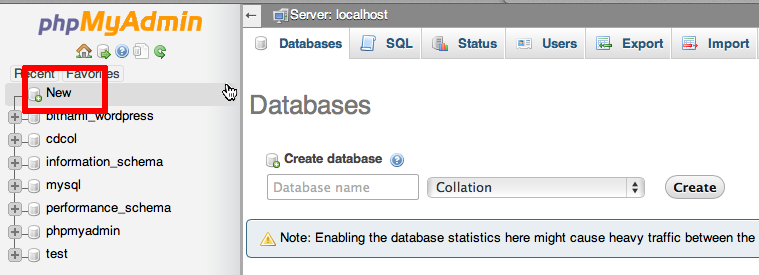 phpMyAdmin
Recent Favorites
New
bitnami_wordpress
cdcol
information_schema
mysql
performance_schema
phpmyadmin
test
Server: localhost
Databases SQL Status Users Export Import
Databases
Create database
Database name Collation Create
Note: Enabling the database statistics here might cause heavy traffic between the